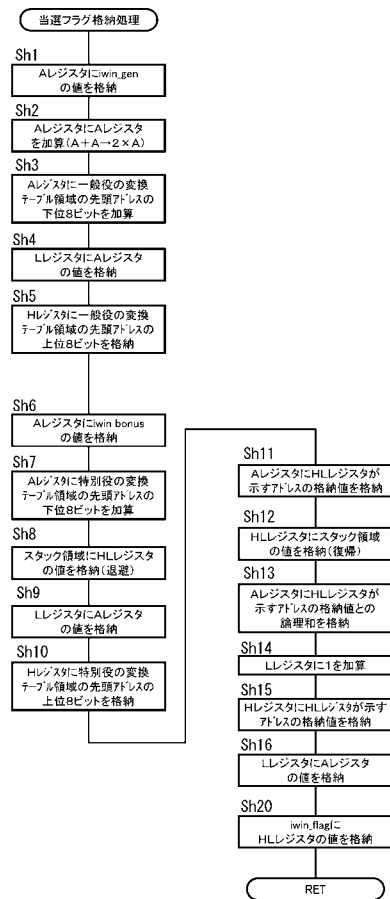 当選フラグ格納処理
Sh1
Aレジスタにiwin_gen
の値を格納
Sh2
AレジスタにAレジスタ
を加算(A+A→2×A)
Sh3
Aレジスタに一般役の変換
テーブル領域の先頭アドレスの
下位8ビットを加算
Sh4
LレジスタにAレジスタ
の値を格納
Sh5
Hレジスタに一般役の変換
テーブル領域の先頭アドレスの
上位8ビットを格納
Sh6
Aレジスタにiwin bonus
の値を格納
Sh7
Aレジスタに特別役の変換
テーブル領域の先頭アドレスの
下位8ビットを加算
Sh8
スタック領域にHLレジスタ
の値を格納(退避)
Sh9
LレジスタにAレジスタ
の値を格納
Sh10
Hレジスタに特別役の変換
テーブル領域の先頭アドレスの
上位8ビットを格納
Sh11
AレジスタにHLレジスタが
示すアドレスの格納値を格納
Sh12
HLレジスタにスタック領域
の値を格納(復帰)
Sh13
AレジスタにHLレジスタが
示すアドレスの格納値との
論理和を格納
Sh14
Lレジスタに1を加算
Sh15
HレジスタにHLレジスタが示す
アドレスの格納値を格納
Sh16
LレジスタにAレジスタ
の値を格納
Sh20
iwin_flagに
HLレジスタの値を格納
RET